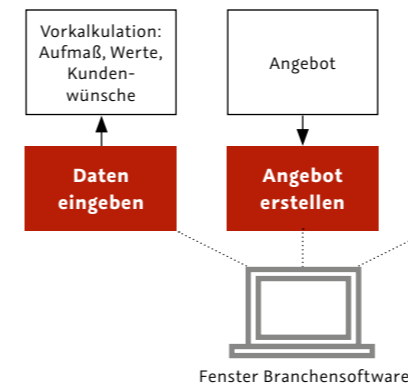 Vorkalkulation:
Aufmaß, Werte,
Kunden-
wünsche
Angebot
Daten
eingeben
Angebot
erstellen
Fenster Branchensoftware